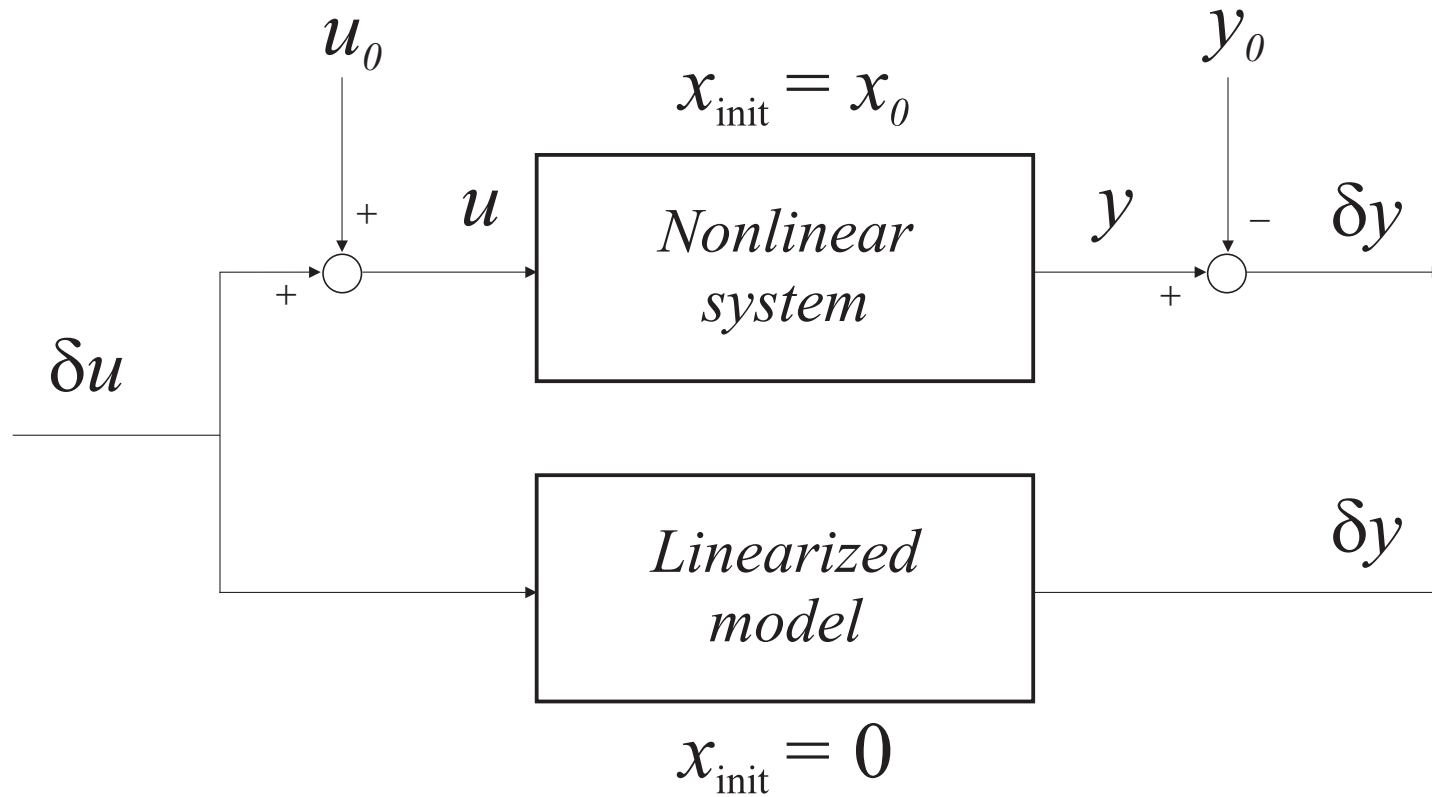 u₀
y₀
x_init = x₀
+
u
Nonlinear
system
y
−
δy
+
+
δu
Linearized
model
δy
x_init = 0